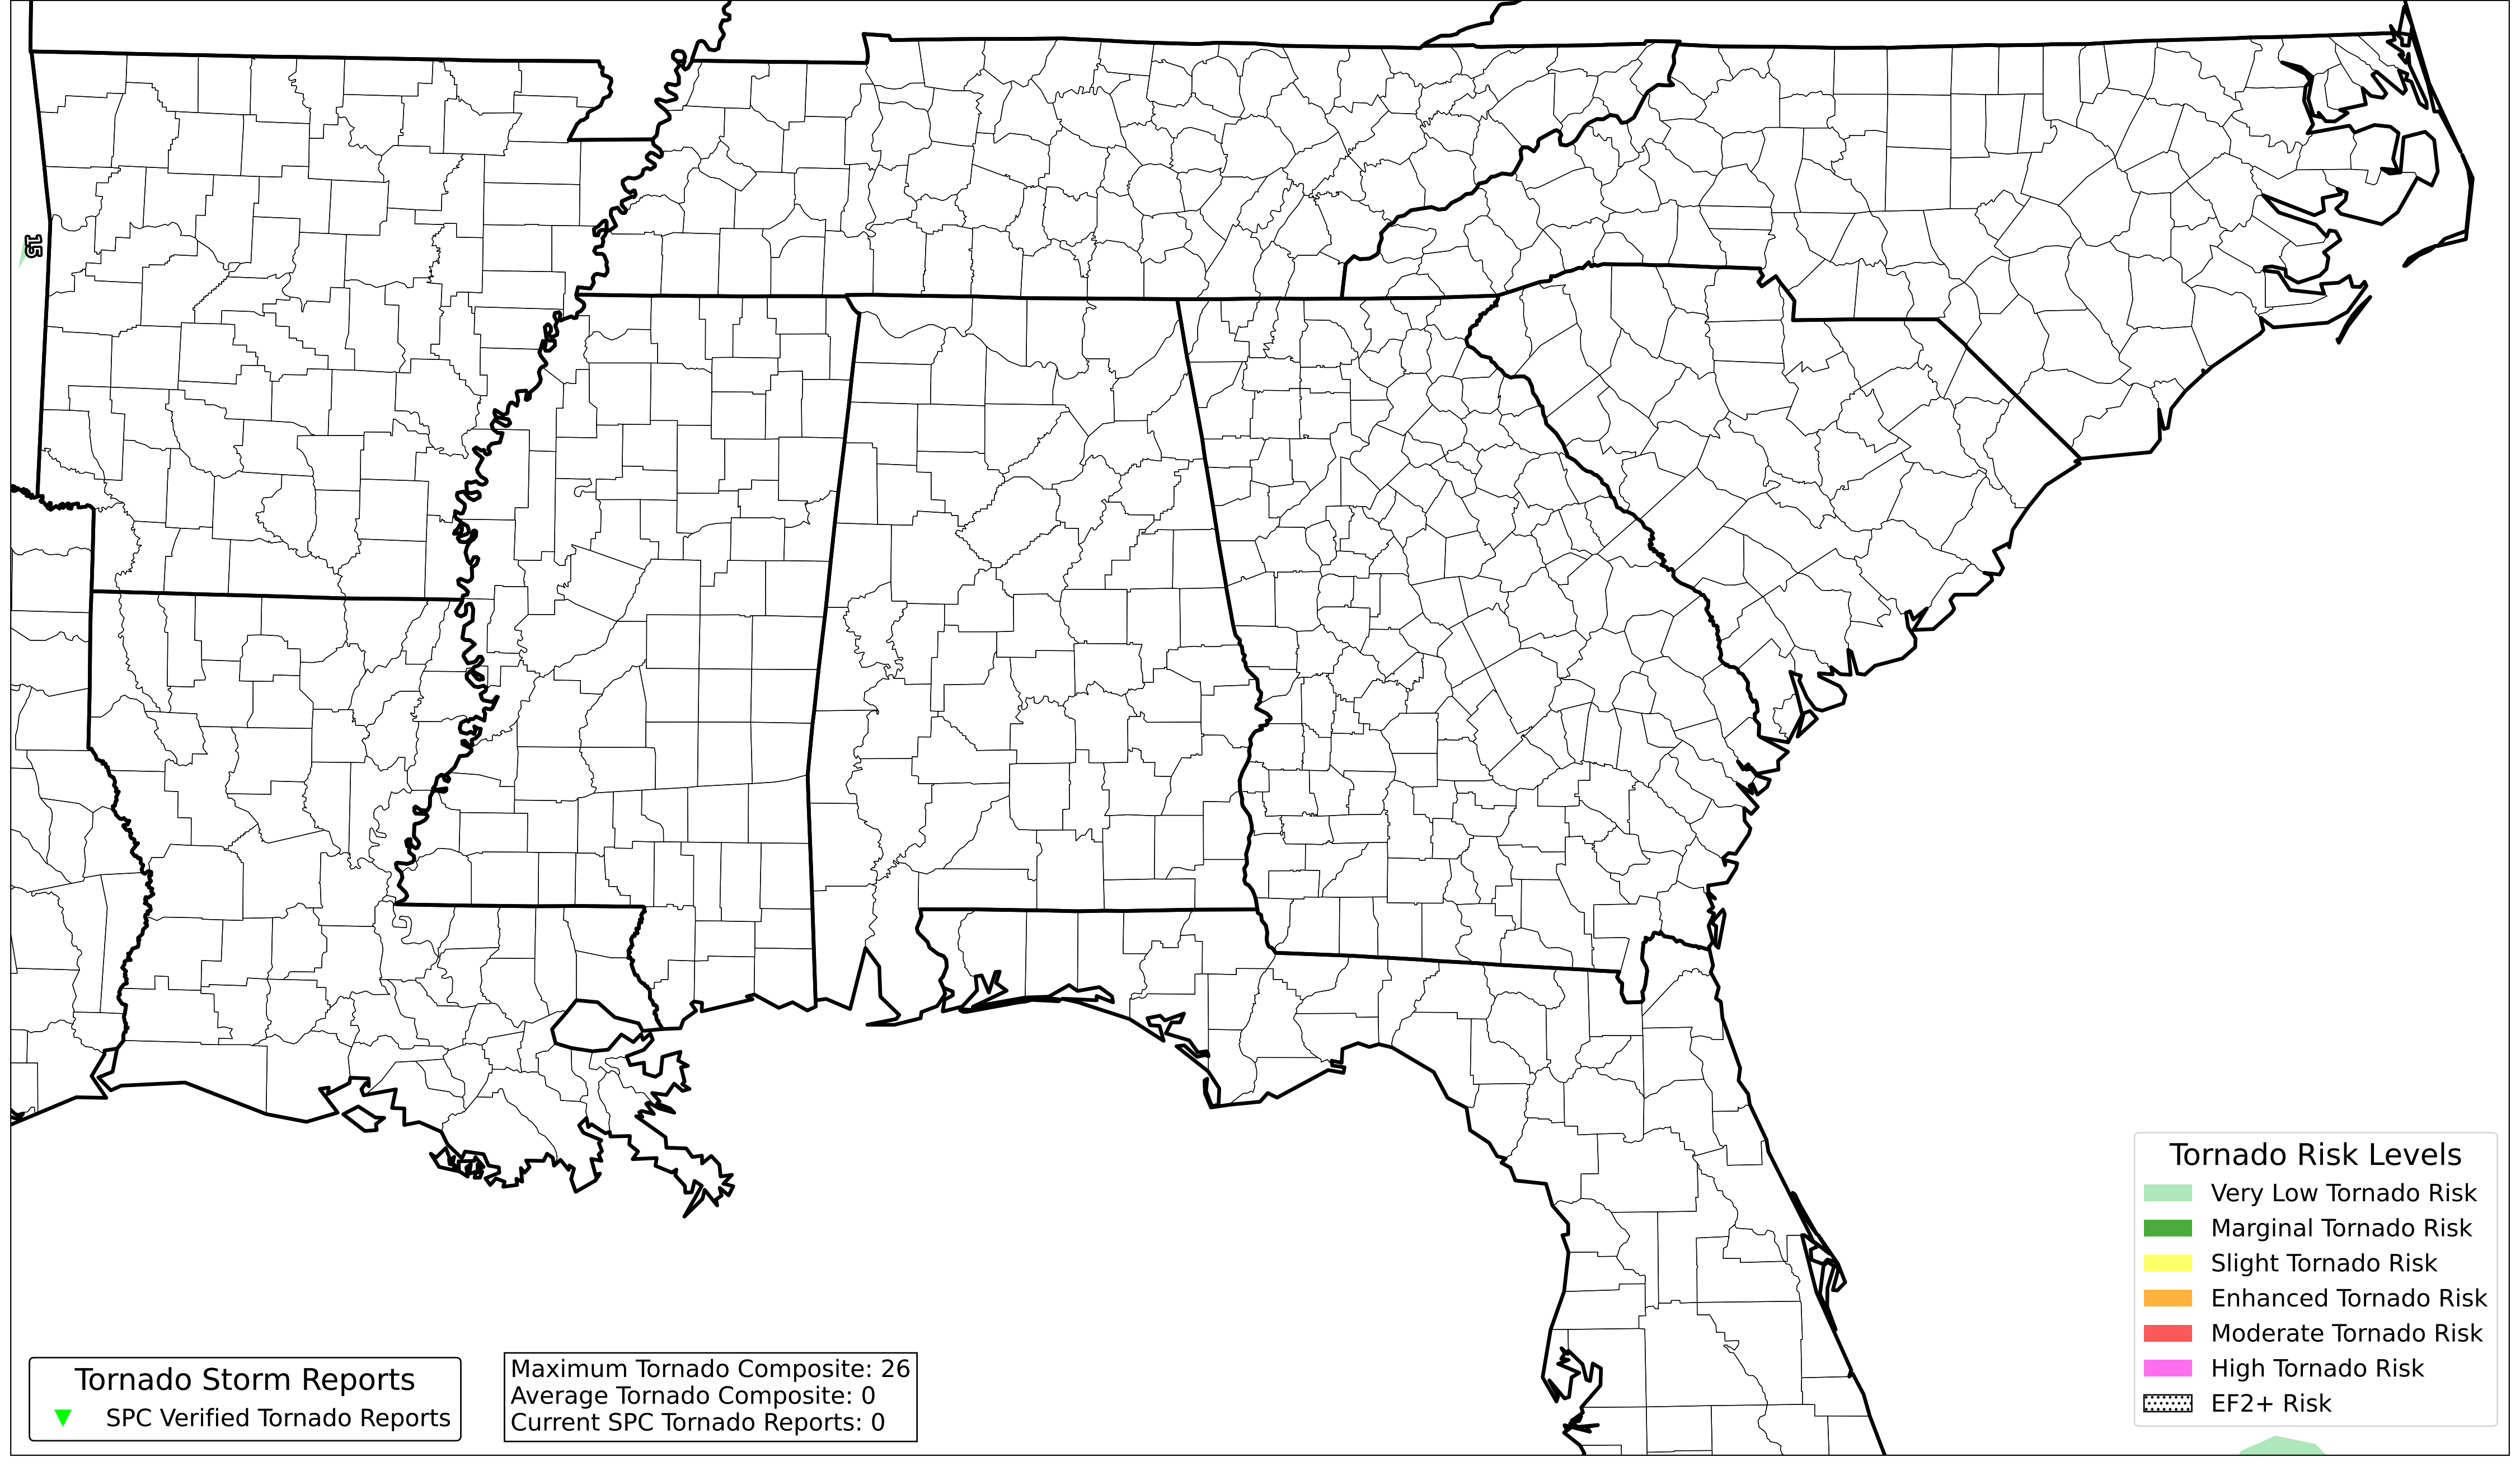 15
Tornado Risk Levels
Very Low Tornado Risk
Marginal Tornado Risk
Slight Tornado Risk
Enhanced Tornado Risk
Moderate Tornado Risk
High Tornado Risk
EF2+ Risk
Tornado Storm Reports
SPC Verified Tornado Reports
Maximum Tornado Composite: 26
Average Tornado Composite: 0
Current SPC Tornado Reports: 0